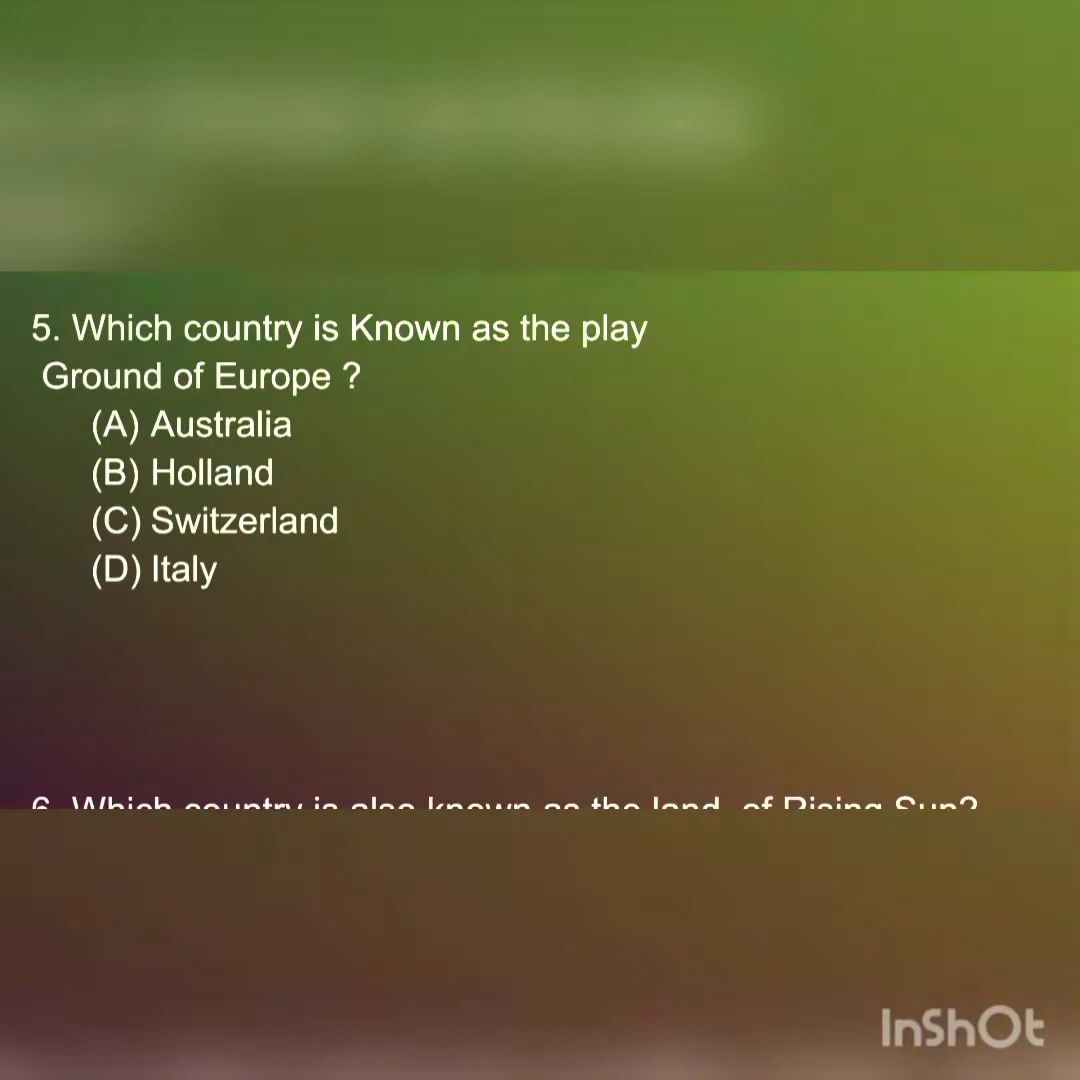 5. Which country is Known as the play
Ground of Europe ?
(A) Australia
(B) Holland
(C) Switzerland
(D) Italy
6. Which country is also known as the land of Rising Sun?
InShOt